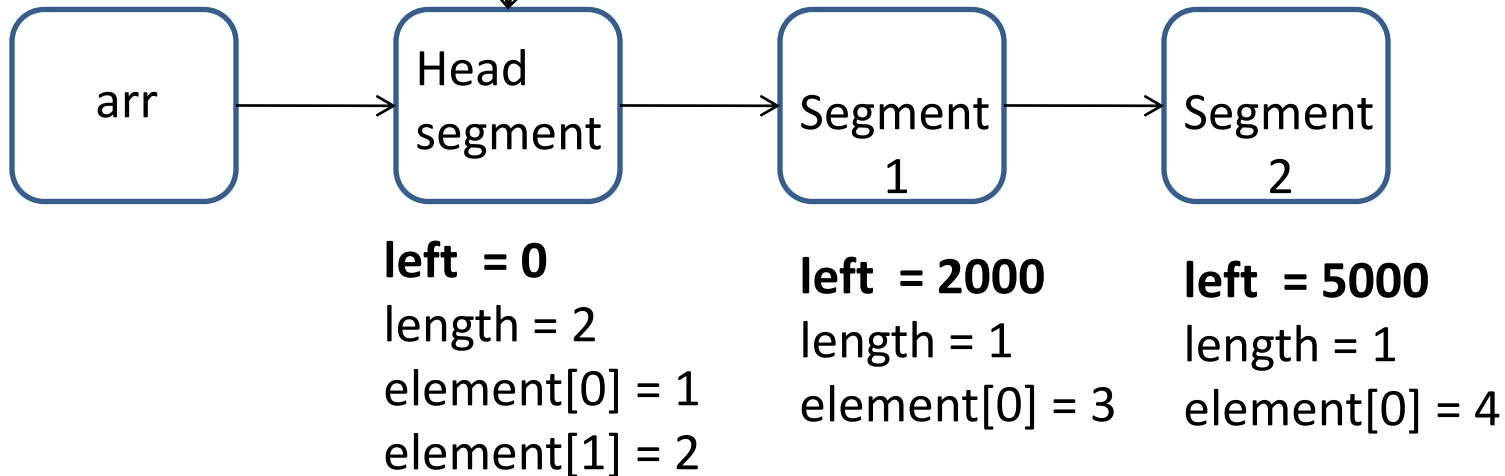 arr
Head
segment
Segment
1
Segment
2
left  = 0
length = 2
element[0] = 1
element[1] = 2
left  = 2000
length = 1
element[0] = 3
left  = 5000
length = 1
element[0] = 4